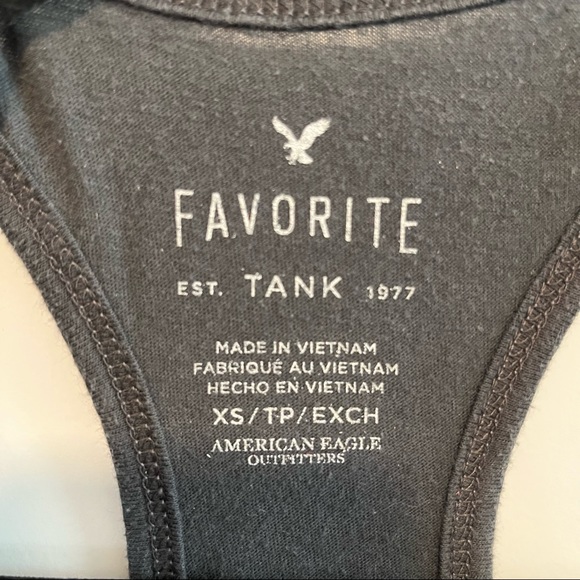 FAVORITE
EST. TANK 1977
MADE IN VIETNAM
FABRIQUÉ AU VIETNAM
HECHO EN VIETNAM
XS/TP/EXCH
AMERICAN EAGLE
OUTFITTERS